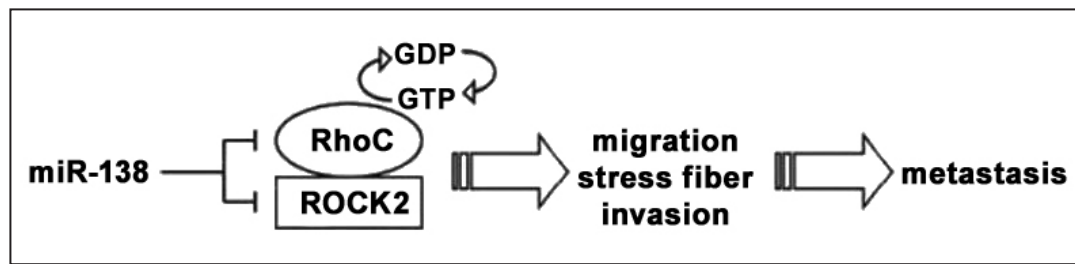 GDP
GTP
RhoC
miR-138
ROCK2
migration
stress fiber
invasion
metastasis